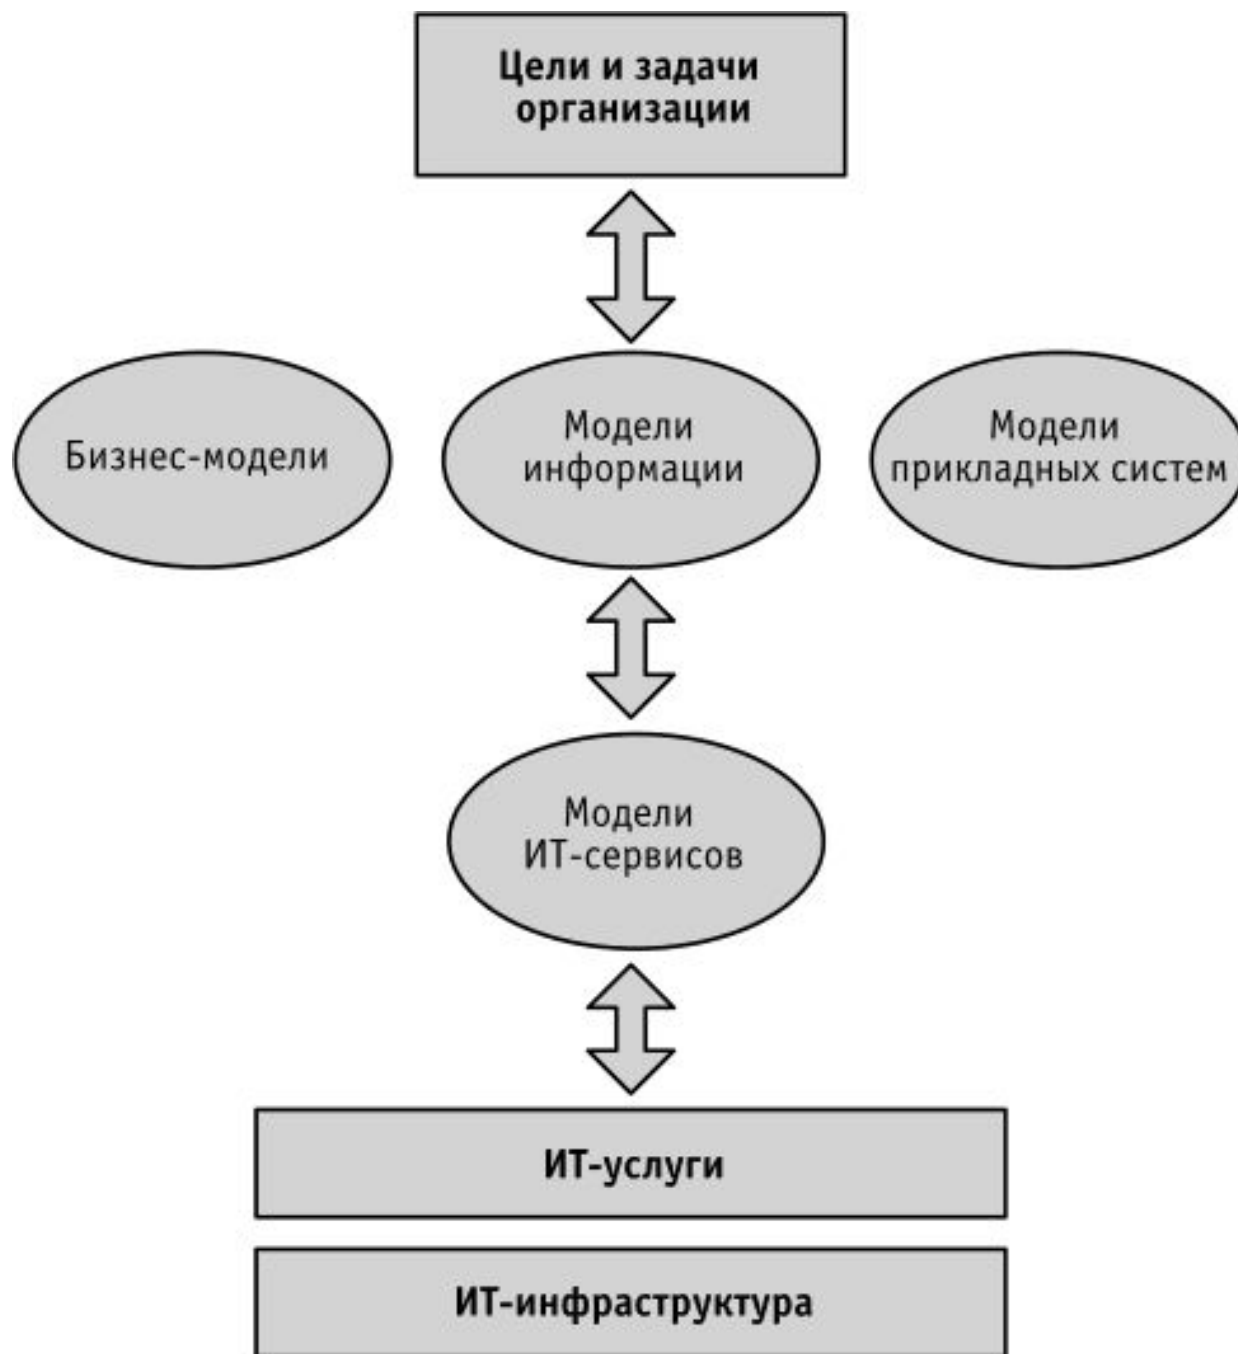 Цели и задачи
организации
Бизнес-модели
Модели
информации
Модели
прикладных систем
Модели
ИТ-сервисов
ИТ-услуги
ИТ-инфраструктура